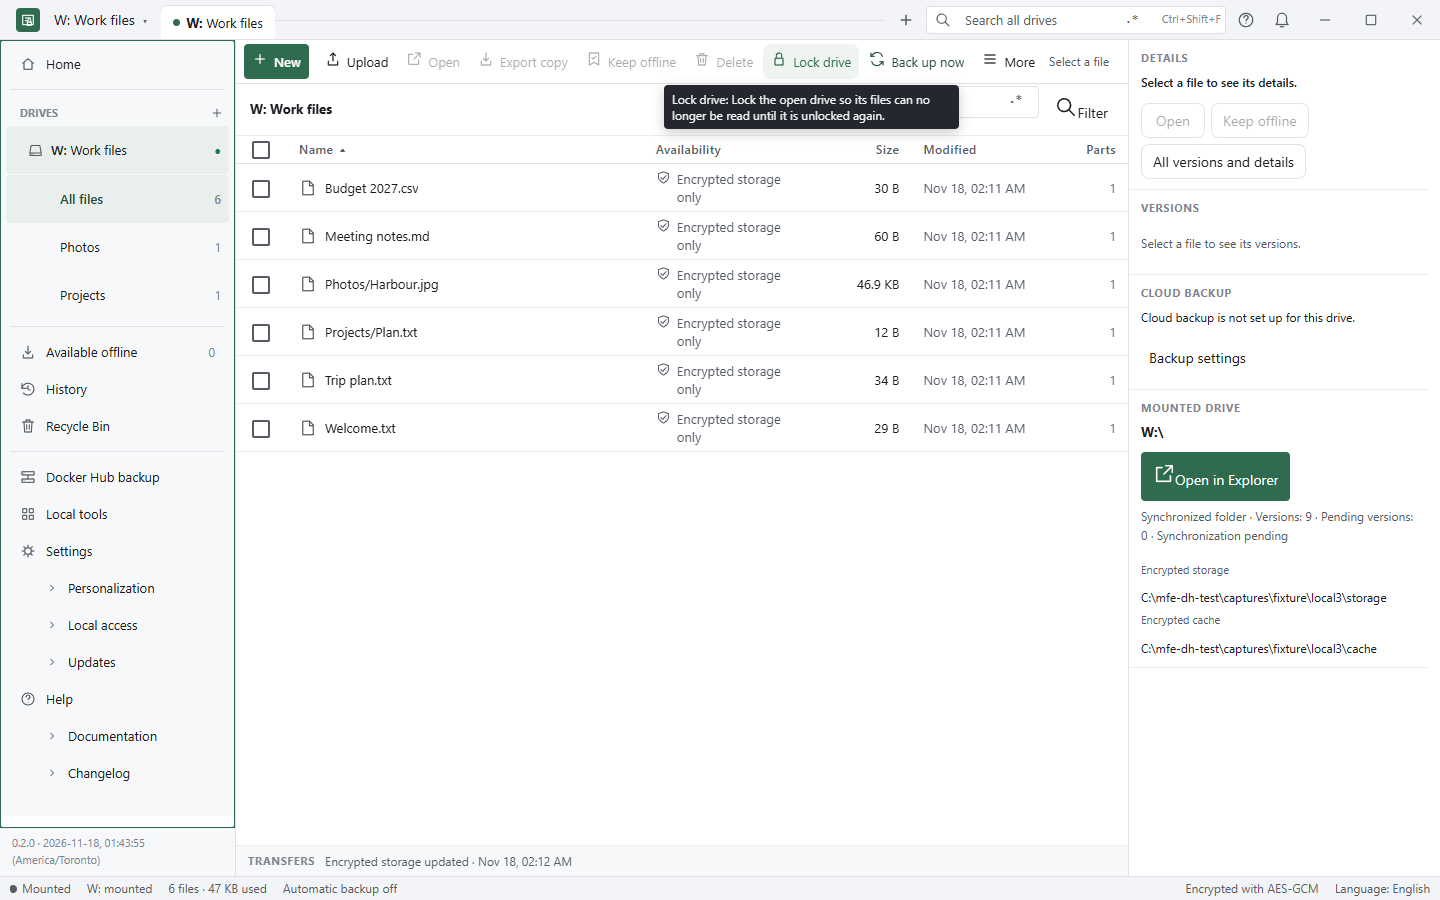 W: Work files
W: Work files
Search all drives
.*
Ctrl+Shift+F
Home
DRIVES
W: Work files
All files 6
Photos 1
Projects 1
Available offline 0
History
Recycle Bin
Docker Hub backup
Local tools
Settings
Personalization
Local access
Updates
Help
Documentation
Changelog
0.2.0 · 2026-11-18, 01:43:55
(America/Toronto)
New
Upload
Open
Export copy
Keep offline
Delete
Lock drive
Back up now
More
Select a file
W: Work files
Lock drive: Lock the open drive so its files can no
longer be read until it is unlocked again.
.*
Filter
Name Availability Size Modified Parts
Budget 2027.csv Encrypted storage only 30 B Nov 18, 02:11 AM 1
Meeting notes.md Encrypted storage only 60 B Nov 18, 02:11 AM 1
Photos/Harbour.jpg Encrypted storage only 46.9 KB Nov 18, 02:11 AM 1
Projects/Plan.txt Encrypted storage only 12 B Nov 18, 02:11 AM 1
Trip plan.txt Encrypted storage only 34 B Nov 18, 02:11 AM 1
Welcome.txt Encrypted storage only 29 B Nov 18, 02:11 AM 1
TRANSFERS Encrypted storage updated · Nov 18, 02:12 AM
DETAILS
Select a file to see its details.
Open
Keep offline
All versions and details
VERSIONS
Select a file to see its versions.
CLOUD BACKUP
Cloud backup is not set up for this drive.
Backup settings
MOUNTED DRIVE
W:\
Open in Explorer
Synchronized folder · Versions: 9 · Pending versions:
0 · Synchronization pending
Encrypted storage
C:\mfe-dh-test\captures\fixture\local3\storage
Encrypted cache
C:\mfe-dh-test\captures\fixture\local3\cache
Mounted
W: mounted
6 files · 47 KB used
Automatic backup off
Encrypted with AES-GCM
Language: English